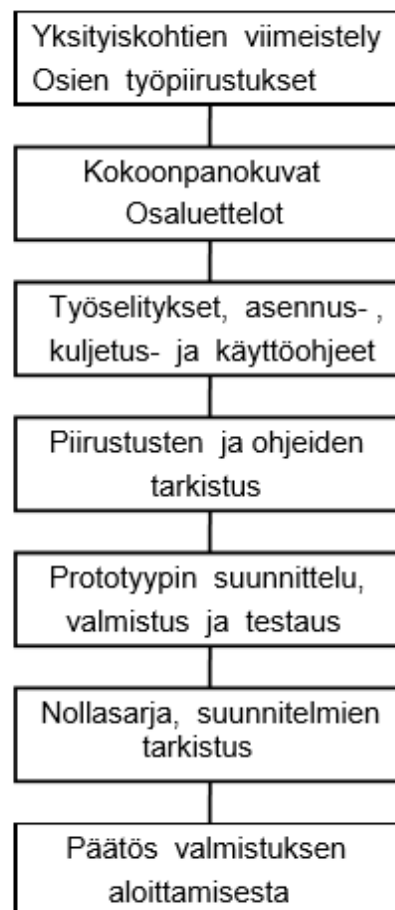 Yksityiskohtien viimeistely
Osien työpiirustukset
Kokoonpanokuvat
Osaluettelot
Työselitykset, asennus- ,
kuljetus- ja käyttöohjeet
Piirustusten ja ohjeiden
tarkistus
Prototyypin suunnittelu,
valmistus ja testaus
Nollasarja, suunnitelmien
tarkistus
Päätös valmistuksen
aloittamisesta